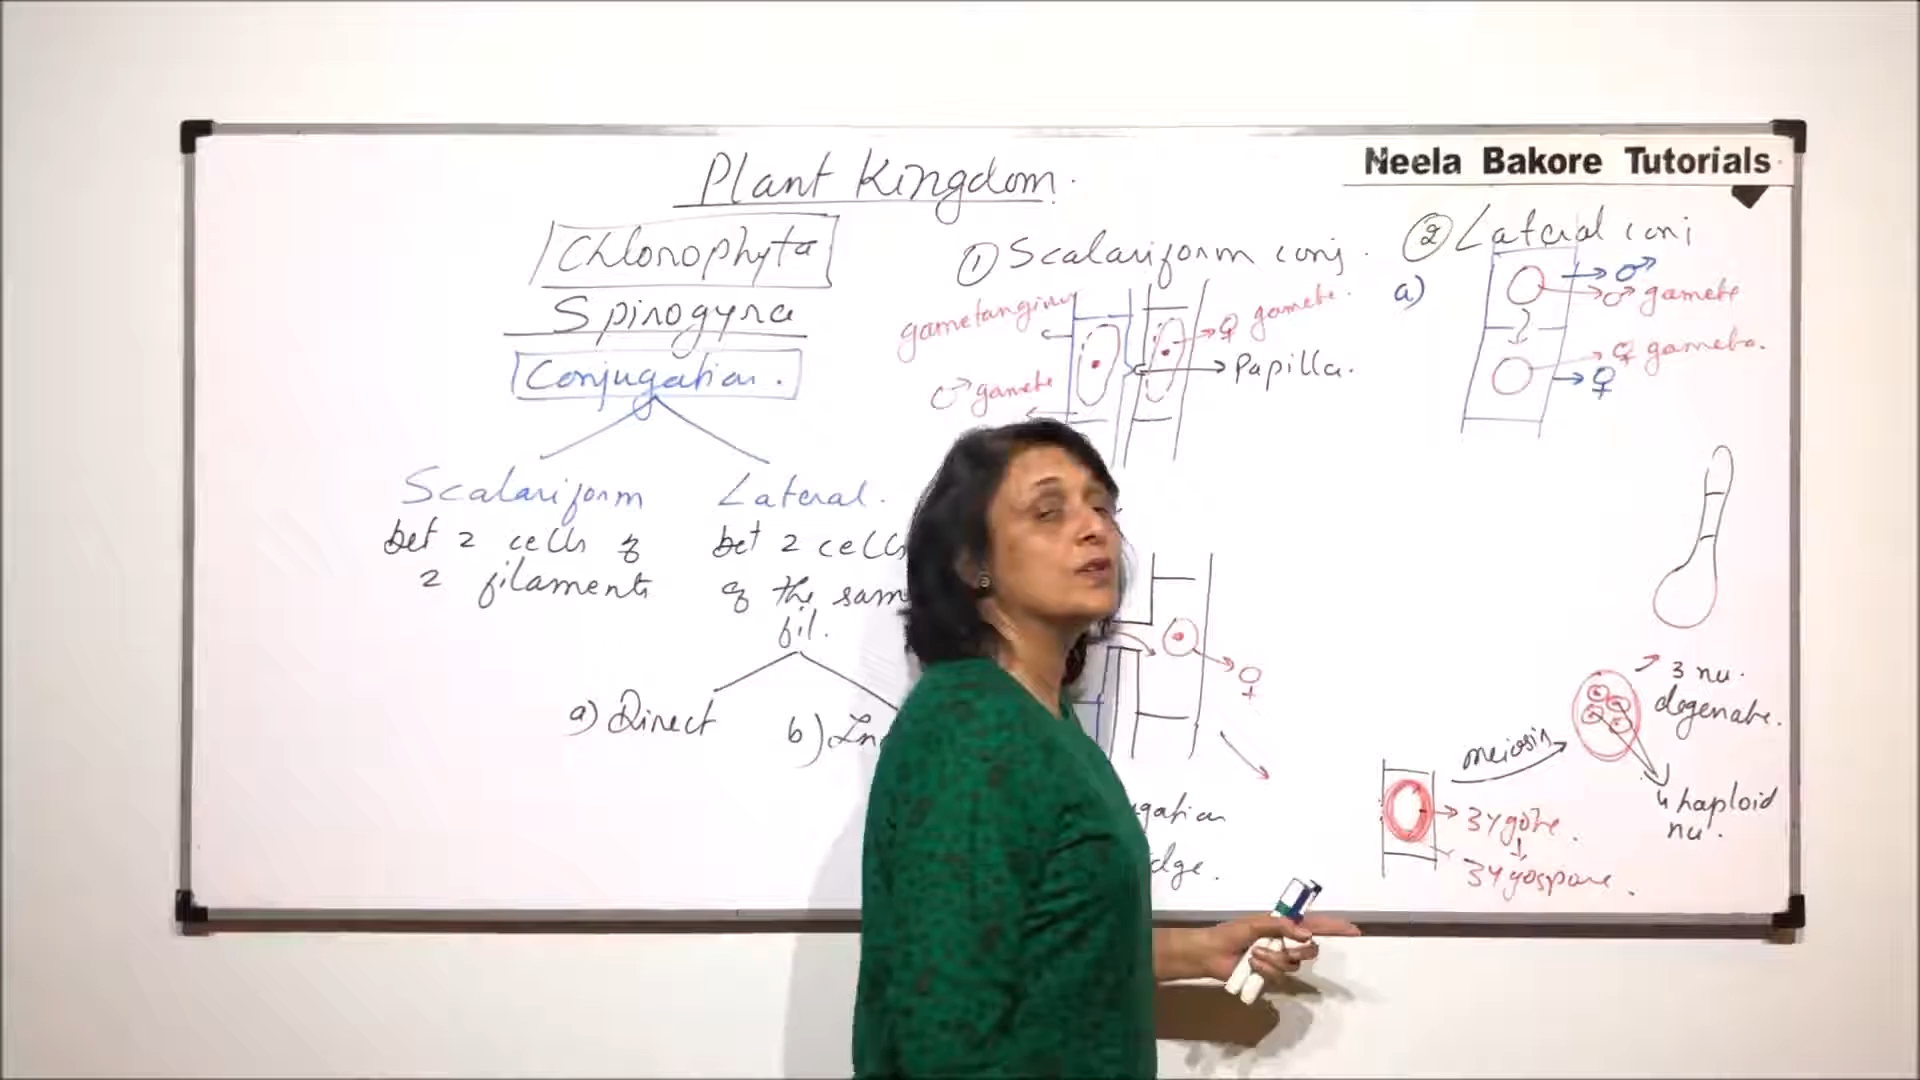 Neela Bakore Tutorials
Plant Kingdom.
Chlorophyta
Spirogyra
Conjugation.
Scalariform
bet 2 cells of
2 filaments
Lateral.
bet 2 cells
of the sam
fil.
a) Direct
b) In
① Scalariform conj.
gametangium
♀ gamete.
Papilla.
♂ gamete
♀
gation
dge.
② Lateral conj
a)
♂
♂ gamete
♀ gamete.
♀
3 nu.
degenate.
meiosis
4 haploid
nu.
zygote.
zygospore.